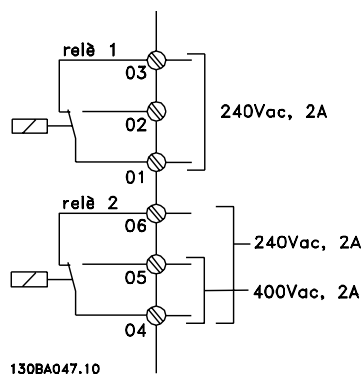 relè 1
03
02
240Vac, 2A
01
relè 2
06
240Vac, 2A
05
400Vac, 2A
04
130BA047.10